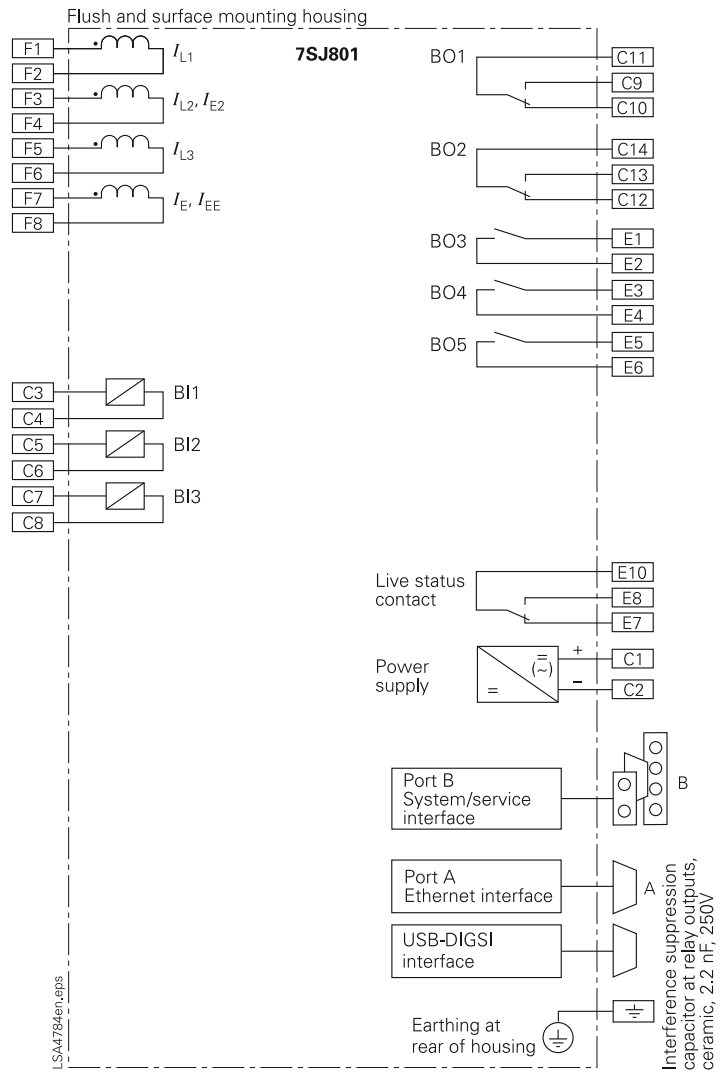 Flush and surface mounting housing
7SJ801
F1
F2
F3
F4
F5
F6
F7
F8
I_L1
I_L2, I_E2
I_L3
I_E, I_EE
C3
C4
C5
C6
C7
C8
BI1
BI2
BI3
BO1
C11
C9
C10
BO2
C14
C13
C12
BO3
E1
E2
BO4
E3
E4
BO5
E5
E6
Live status
contact
E10
E8
E7
Power
supply
=
(~)
=
+
−
C1
C2
Port B
System/service
interface
B
Port A
Ethernet interface
A
USB-DIGSI
interface
Earthing at
rear of housing
Interference suppression
capacitor at relay outputs,
ceramic, 2.2 nF, 250V
LSA4784en.eps